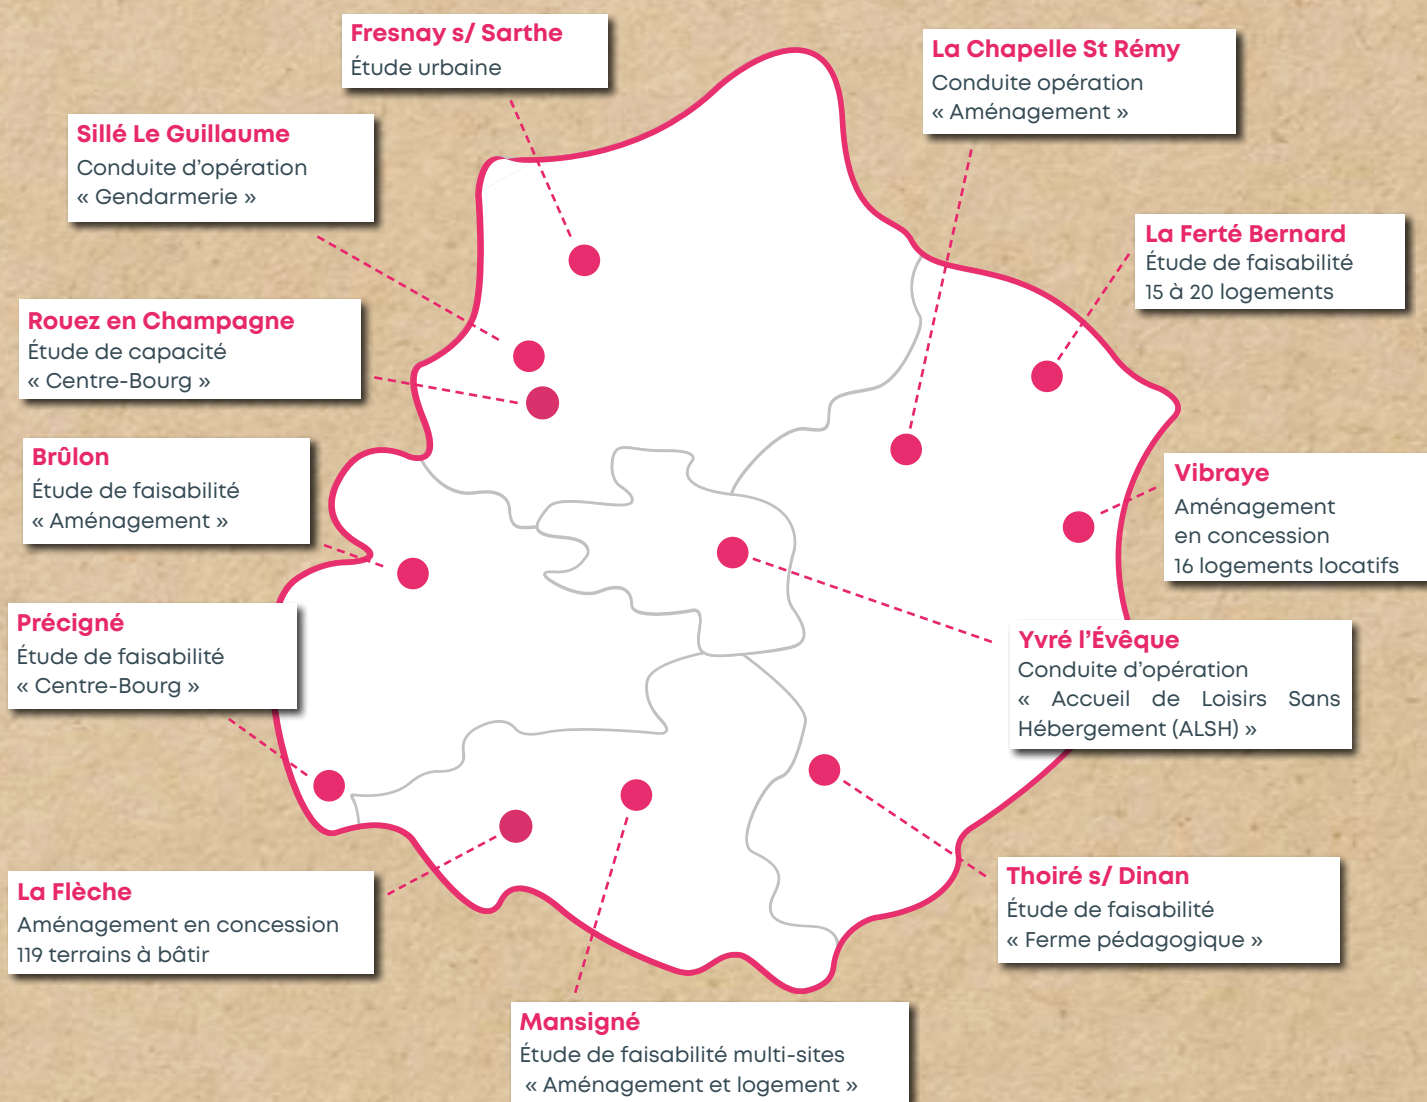 Fresnay s/ Sarthe
Étude urbaine
La Chapelle St Rémy
Conduite opération
« Aménagement »
Sillé Le Guillaume
Conduite d’opération
« Gendarmerie »
La Ferté Bernard
Étude de faisabilité
15 à 20 logements
Rouez en Champagne
Étude de capacité
« Centre-Bourg »
Brûlon
Étude de faisabilité
« Aménagement »
Vibraye
Aménagement
en concession
16 logements locatifs
Précigné
Étude de faisabilité
« Centre-Bourg »
Yvré l’Évêque
Conduite d’opération
« Accueil de Loisirs Sans
Hébergement (ALSH) »
La Flèche
Aménagement en concession
119 terrains à bâtir
Thoiré s/ Dinan
Étude de faisabilité
« Ferme pédagogique »
Mansigné
Étude de faisabilité multi-sites
« Aménagement et logement »